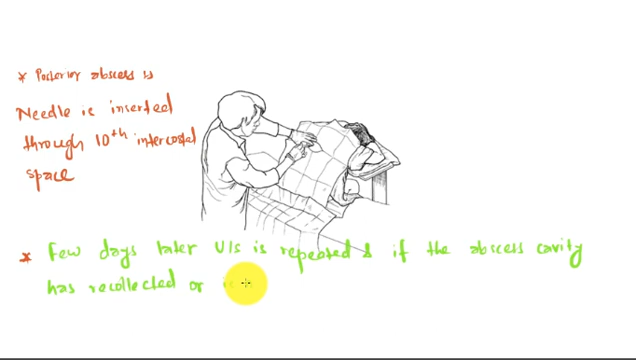 * Posterior abscess is
Needle is inserted
through 10th intercostal
space
* Few days later U/s is repeated & if the abscess cavity
has recollected or